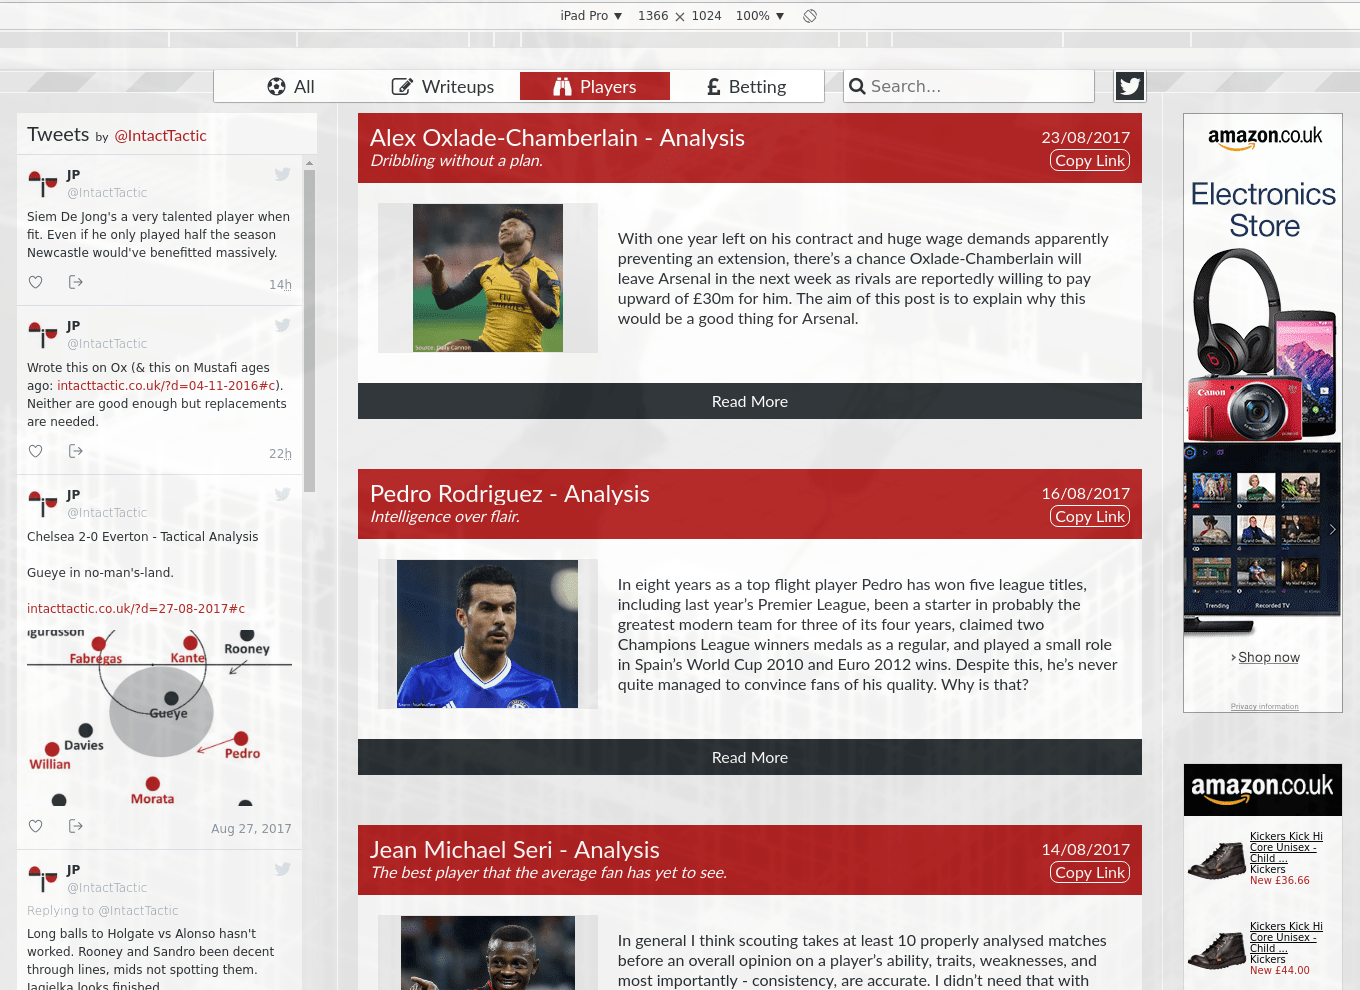 iPad Pro ▼ 1366 × 1024 100% ▼
All Writeups Players £ Betting Search...
Tweets by @IntactTactic
JP
@IntactTactic
Siem De Jong's a very talented player when
fit. Even if he only played half the season
Newcastle would've benefitted massively.
14h
JP
@IntactTactic
Wrote this on Ox (& this on Mustafi ages
ago: intacttactic.co.uk/?d=04-11-2016#c).
Neither are good enough but replacements
are needed.
22h
JP
@IntactTactic
Chelsea 2-0 Everton - Tactical Analysis
Gueye in no-man's-land.
intacttactic.co.uk/?d=27-08-2017#c
Rooney
Fabregas
Kante
Gueye
Davies
Willian
Pedro
Morata
Aug 27, 2017
JP
@IntactTactic
Replying to @IntactTactic
Long balls to Holgate vs Alonso hasn't
worked. Rooney and Sandro been decent
through lines, mids not spotting them.
Jagielka looks finished
Alex Oxlade-Chamberlain - Analysis
23/08/2017
Dribbling without a plan.
Copy Link
With one year left on his contract and huge wage demands apparently
preventing an extension, there's a chance Oxlade-Chamberlain will
leave Arsenal in the next week as rivals are reportedly willing to pay
upward of £30m for him. The aim of this post is to explain why this
would be a good thing for Arsenal.
Source: Daily Cannon
Read More
Pedro Rodriguez - Analysis
16/08/2017
Intelligence over flair.
Copy Link
In eight years as a top flight player Pedro has won five league titles,
including last year's Premier League, been a starter in probably the
greatest modern team for three of its four years, claimed two
Champions League winners medals as a regular, and played a small role
in Spain's World Cup 2010 and Euro 2012 wins. Despite this, he's never
quite managed to convince fans of his quality. Why is that?
Read More
Jean Michael Seri - Analysis
14/08/2017
The best player that the average fan has yet to see.
Copy Link
In general I think scouting takes at least 10 properly analysed matches
before an overall opinion on a player's ability, traits, weaknesses, and
most importantly - consistency, are accurate. I didn't need that with
amazon.co.uk
Electronics
Store
Canon
Trending Recorded TV
› Shop now
Privacy information
amazon.co.uk
Kickers Kick Hi
Core Unisex -
Child ...
Kickers
New £36.66
Kickers Kick Hi
Core Unisex -
Child ...
Kickers
New £44.00